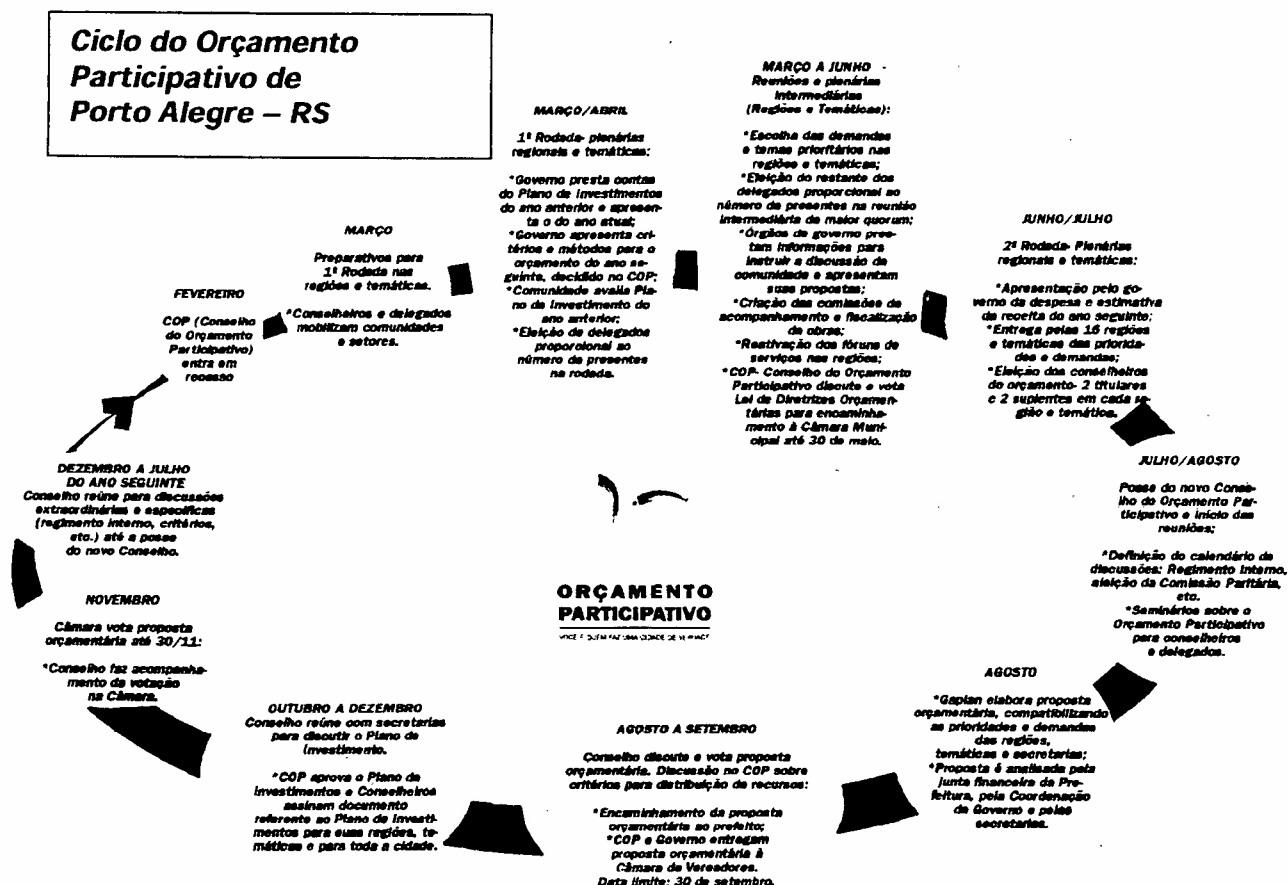 Ciclo do Orçamento
Participativo de
Porto Alegre – RS
FEVEREIRO
COP (Conselho
do Orçamento
Participativo)
entra em
recesso
MARÇO
Preparativos para
1ª Rodada nas
regiões e temáticas.
*Conselheiros e delegados
mobilizam comunidades
e setores.
MARÇO/ABRIL
1ª Rodada- plenárias
regionais e temáticas:
*Governo presta contas
do Plano de Investimentos
do ano anterior e apresen-
ta o do ano atual;
*Governo apresenta cri-
térios e métodos para o
orçamento do ano se-
guinte, decidido no COP;
*Comunidade avalia Pla-
no de Investimento do
ano anterior;
*Eleição de delegados
proporcional ao
número de presentes
na rodada.
MARÇO A JUNHO
Reuniões e plenárias
Intermediárias
(Regiões e Temáticas):
*Escolha das demandas
e temas prioritários nas
regiões e temáticas;
*Eleição do restante dos
delegados proporcional ao
número de presentes na reunião
intermediária de maior quorum;
*Órgãos de governo pres-
tam informações para
instruir a discussão da
comunidade e apresentam
suas propostas;
*Criação das comissões de
acompanhamento e fiscalização
de obras;
*Reativação dos fóruns de
serviços nas regiões;
*COP- Conselho do Orçamento
Participativo discute e vota
Lei de Diretrizes Orçamen-
tárias para encaminha-
mento à Câmara Muni-
cipal até 30 de maio.
JUNHO/JULHO
2ª Rodada- Plenárias
regionais e temáticas:
*Apresentação pelo go-
verno da despesa e estimativa
da receita do ano seguinte;
*Entrega pelas 16 regiões
e temáticas das priorida-
des e demandas;
*Eleição dos conselheiros
do orçamento- 2 titulares
e 2 suplentes em cada re-
gião e temática.
JULHO/AGOSTO
Posse do novo Conse-
lho do Orçamento Par-
ticipativo e início das
reuniões;
*Definição do calendário de
discussões: Regimento Interno,
eleição da Comissão Paritária,
etc.
*Seminários sobre o
Orçamento Participativo
para conselheiros
e delegados.
AGOSTO
*Gaplan elabora proposta
orçamentária, compatibilizando
as prioridades e demandas
das regiões,
temáticas e secretarias;
*Proposta é analisada pela
junta financeira da Pre-
feitura, pela Coordenação
de Governo e pelas
secretarias.
AGOSTO A SETEMBRO
Conselho discute e vota proposta
orçamentária. Discussão no COP sobre
critérios para distribuição de recursos:
*Encaminhamento da proposta
orçamentária ao prefeito;
*COP e Governo entregam
proposta orçamentária à
Câmara de Vereadores.
Data limite: 30 de setembro.
OUTUBRO A DEZEMBRO
Conselho reúne com secretarias
para discutir o Plano de
Investimento.
*COP aprova o Plano de
Investimentos e Conselheiros
assinam documento
referente ao Plano de Investi-
mentos para suas regiões, te-
máticas e para toda a cidade.
NOVEMBRO
Câmara vota proposta
orçamentária até 30/11:
*Conselho faz acompanha-
mento da votação
na Câmara.
DEZEMBRO A JULHO
DO ANO SEGUINTE
Conselho reúne para discussões
extraordinárias e específicas
(regimento interno, critérios,
etc.) até a posse
do novo Conselho.
ORÇAMENTO
PARTICIPATIVO
VOCÊ É QUEM FAZ UMA CIDADE DE VERDADE